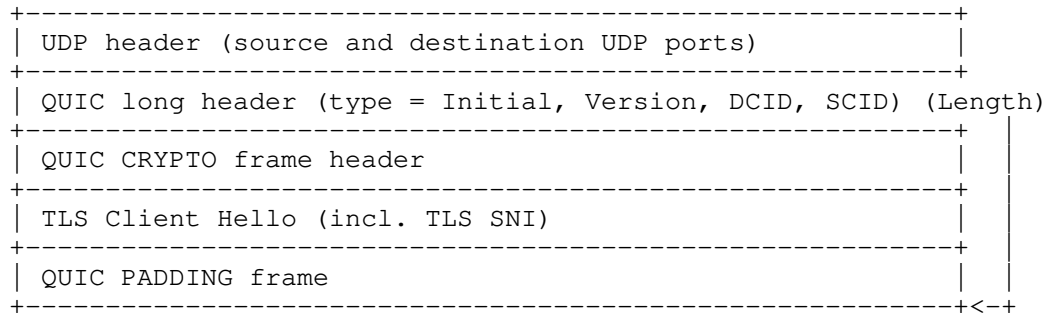 UDP header (source and destination UDP ports)
QUIC long header (type = Initial, Version, DCID, SCID) (Length)
QUIC CRYPTO frame header
TLS Client Hello (incl. TLS SNI)
QUIC PADDING frame